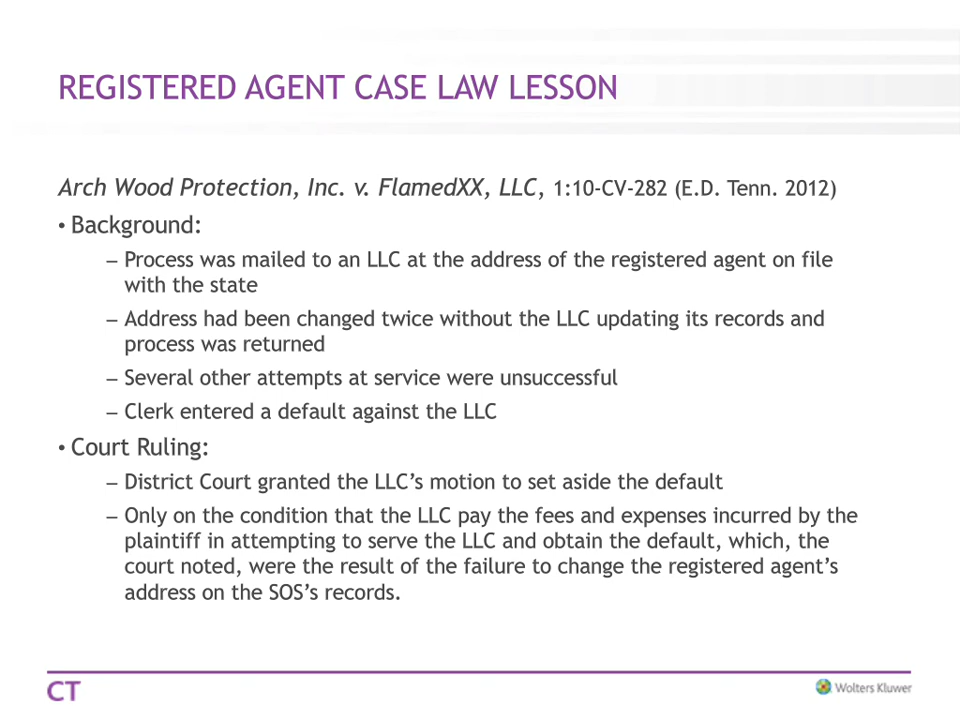 REGISTERED AGENT CASE LAW LESSON
Arch Wood Protection, Inc. v. FlamedXX, LLC, 1:10-CV-282 (E.D. Tenn. 2012)
• Background:
– Process was mailed to an LLC at the address of the registered agent on file
with the state
– Address had been changed twice without the LLC updating its records and
process was returned
– Several other attempts at service were unsuccessful
– Clerk entered a default against the LLC
• Court Ruling:
– District Court granted the LLC’s motion to set aside the default
– Only on the condition that the LLC pay the fees and expenses incurred by the
plaintiff in attempting to serve the LLC and obtain the default, which, the
court noted, were the result of the failure to change the registered agent’s
address on the SOS’s records.
CT
Wolters Kluwer